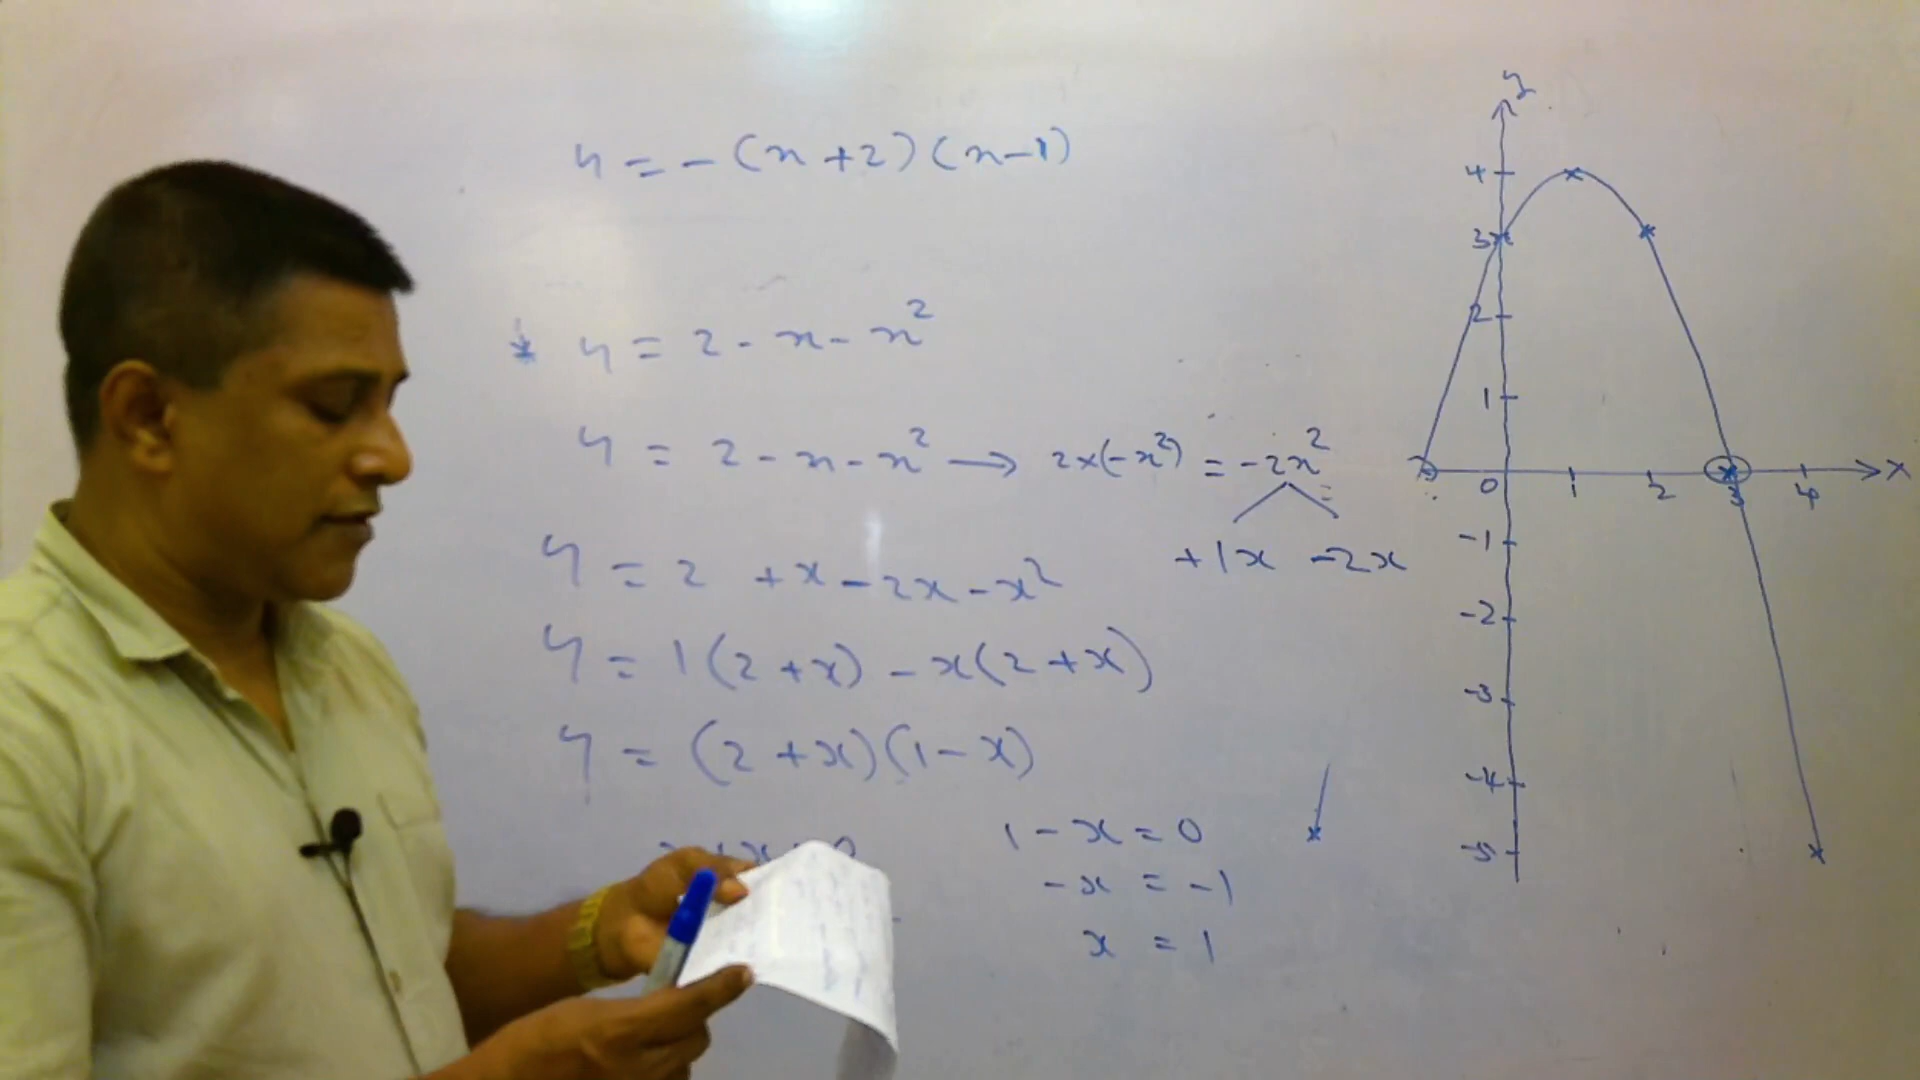 y = -(x+2)(x-1)
* y = 2 - x - x²
y = 2 - x - x² → 2×(-x²) = -2x²
+1x -2x
y = 2 +x - 2x - x²
y = 1(2+x) - x(2+x)
y = (2+x)(1-x)
1 - x = 0
-x = -1
x = 1
y
4
3
2
1
0 1 2 3 4 x
-1
-2
-3
-4
-5